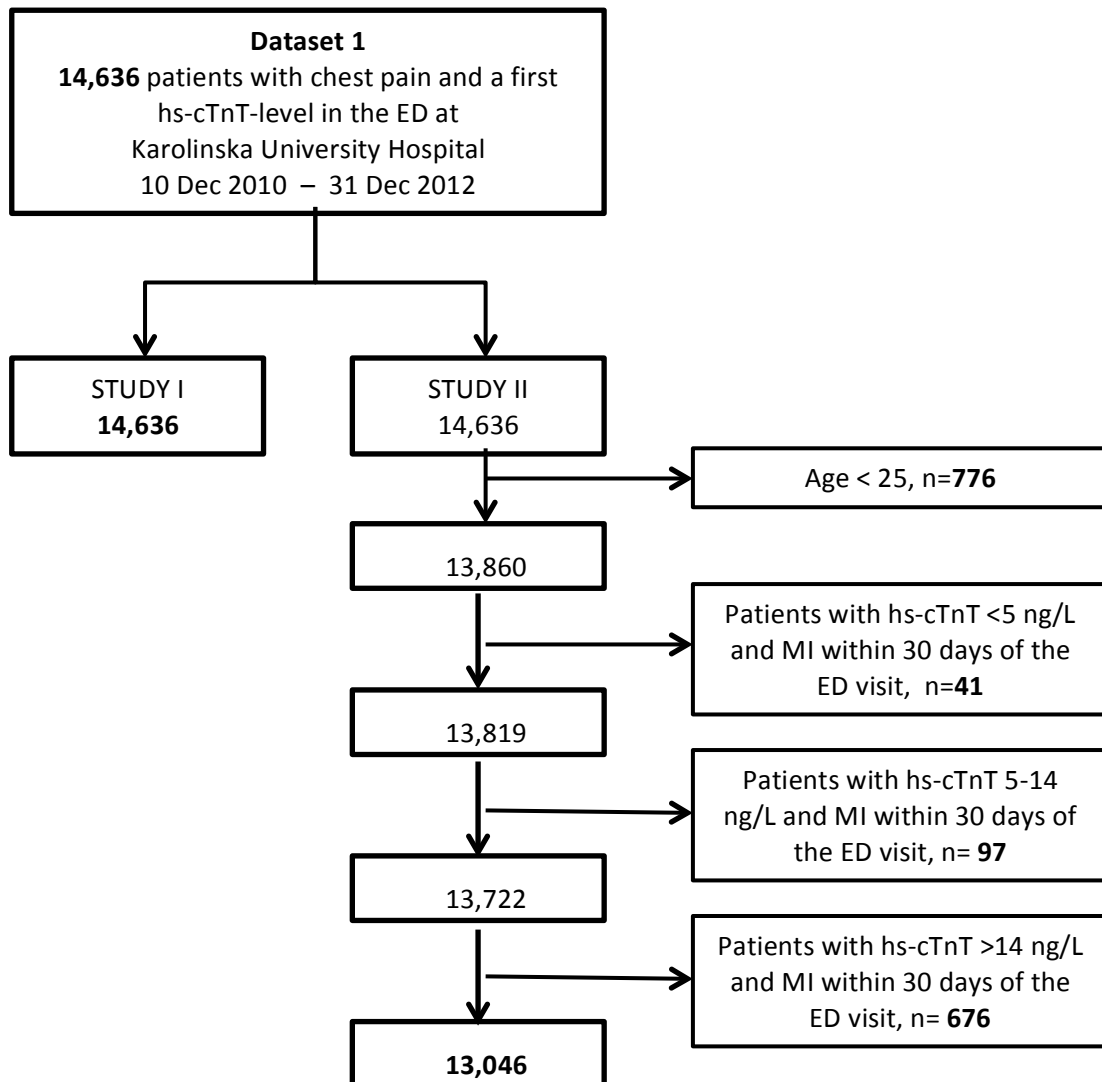 Dataset 1
14,636 patients with chest pain and a first
hs-cTnT-level in the ED at
Karolinska University Hospital
10 Dec 2010 – 31 Dec 2012
STUDY I
14,636
STUDY II
14,636
Age < 25, n=776
13,860
Patients with hs-cTnT <5 ng/L
and MI within 30 days of the
ED visit, n=41
13,819
Patients with hs-cTnT 5-14
ng/L and MI within 30 days of
the ED visit, n= 97
13,722
Patients with hs-cTnT >14 ng/L
and MI within 30 days of the
ED visit, n= 676
13,046